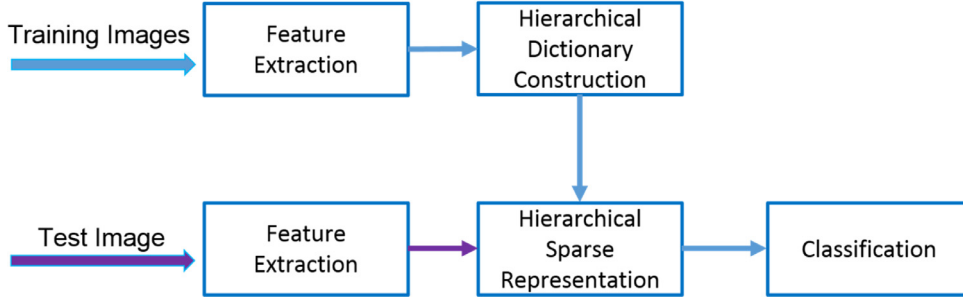 Training Images
Feature
Extraction
Hierarchical
Dictionary
Construction
Test Image
Feature
Extraction
Hierarchical
Sparse
Representation
Classification